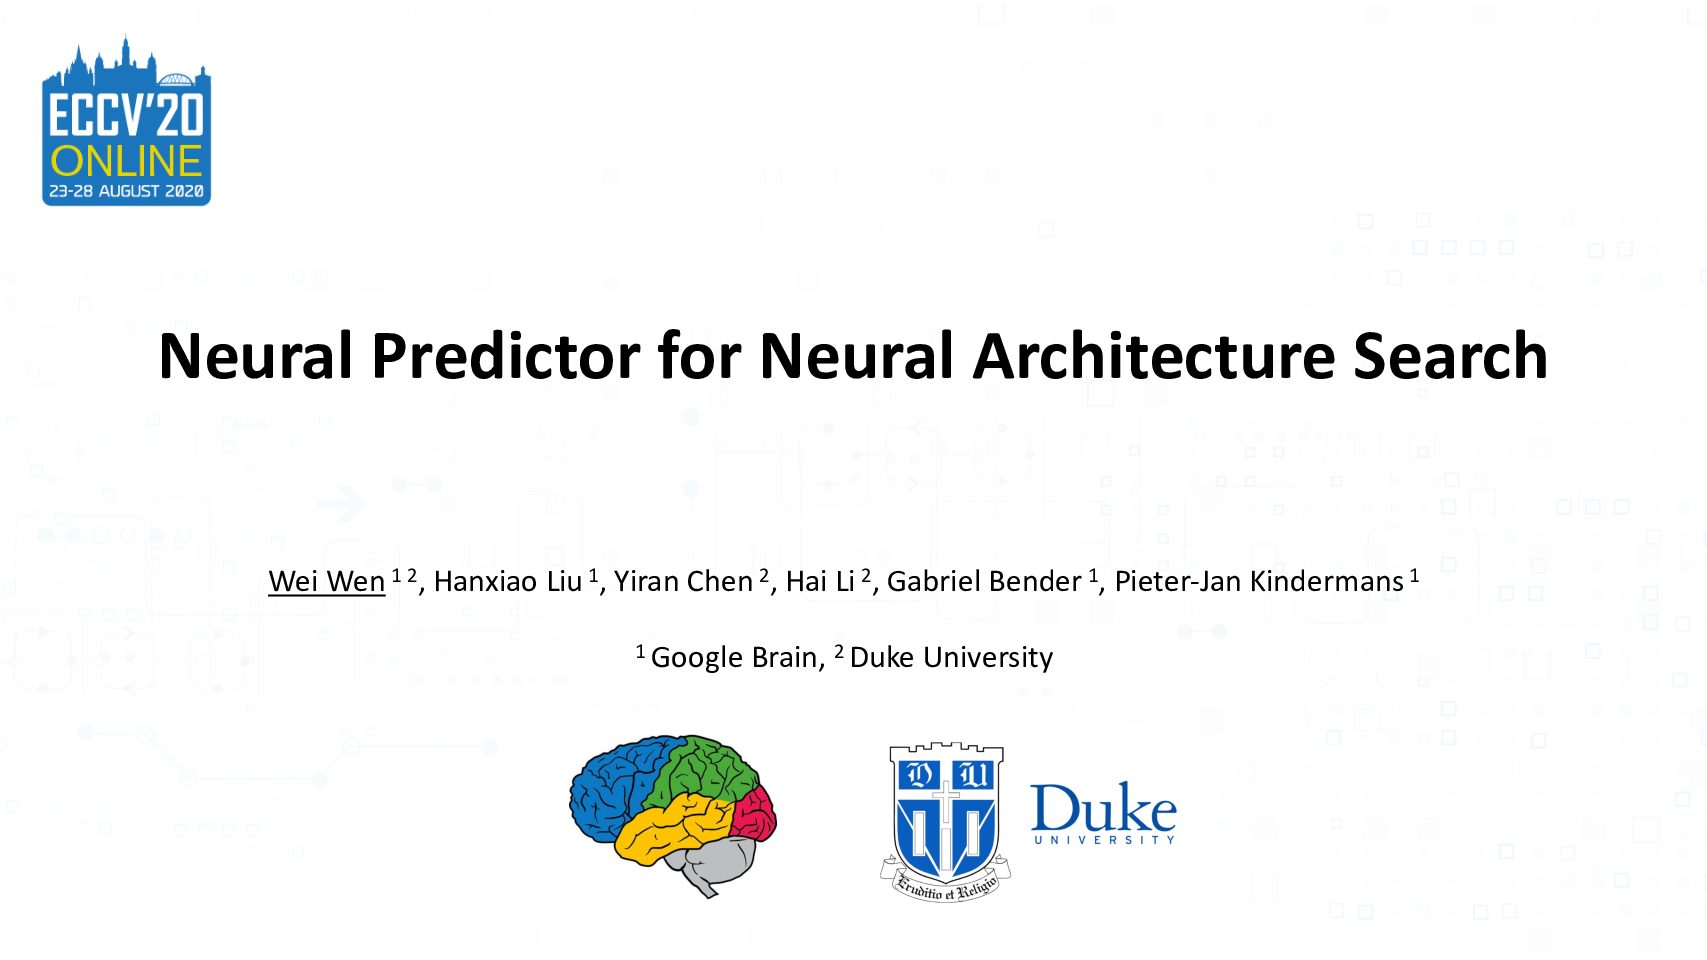 ECCV'20
ONLINE
23-28 AUGUST 2020
Neural Predictor for Neural Architecture Search
Wei Wen 1 2, Hanxiao Liu 1, Yiran Chen 2, Hai Li 2, Gabriel Bender 1, Pieter-Jan Kindermans 1
1 Google Brain, 2 Duke University
D U
Eruditio et Religio
Duke
UNIVERSITY